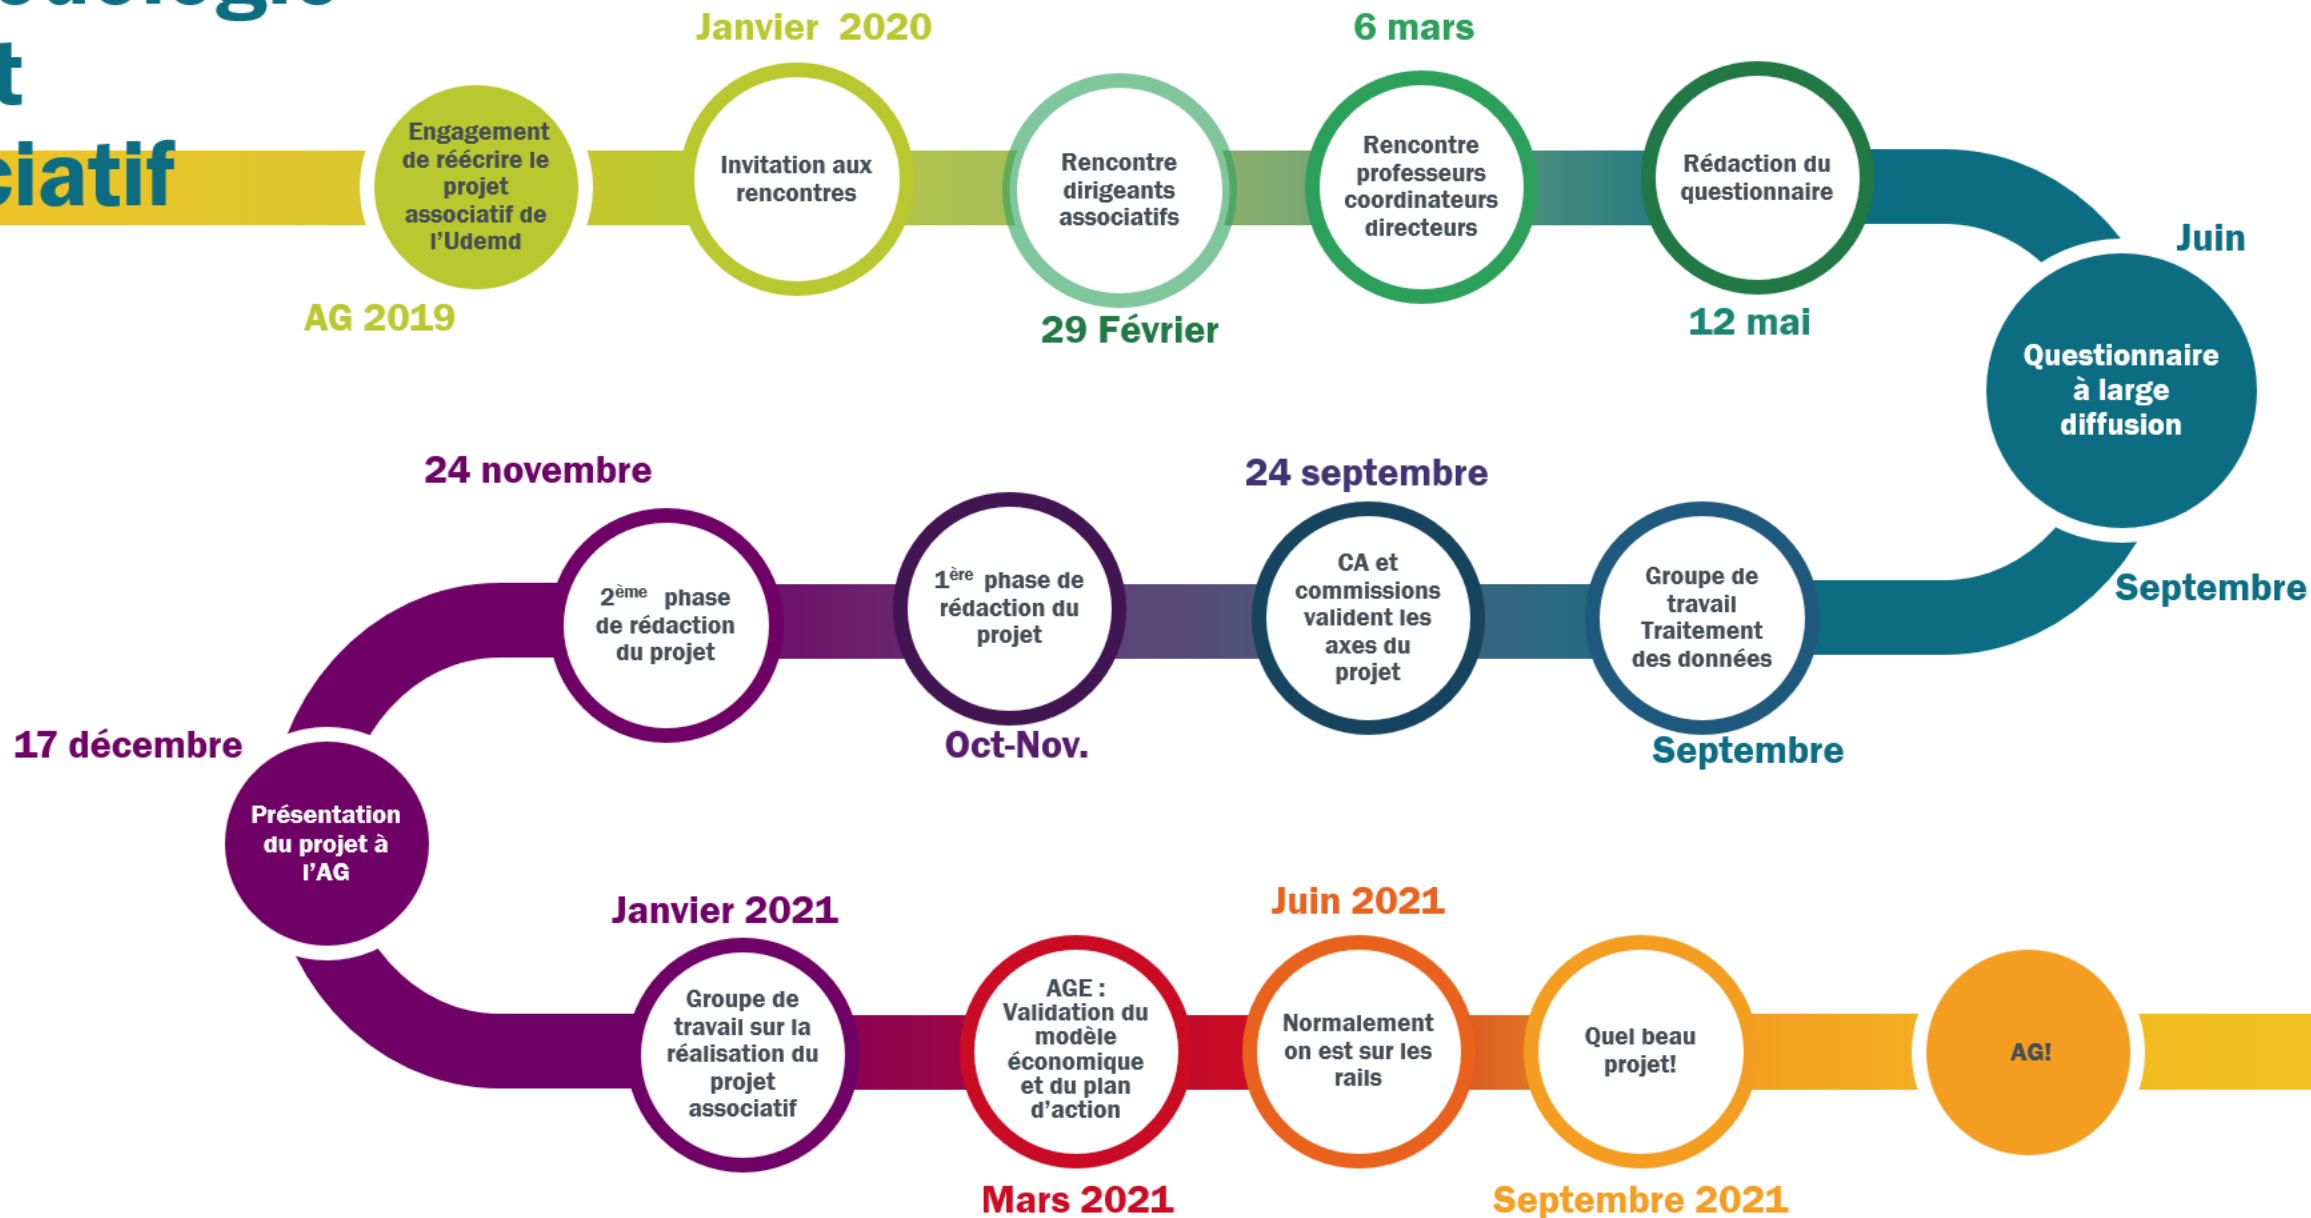 t
Janvier 2020
6 mars
Engagement
de réécrire le
projet
associatif de
l'Udemd
AG 2019
Invitation aux
rencontres
Rencontre
dirigeants
associatifs
29 Février
Rencontre
professeurs
coordinateurs
directeurs
Rédaction du
questionnaire
12 mai
Juin
Questionnaire
à large
diffusion
Septembre
24 septembre
24 novembre
Groupe de
travail
Traitement
des données
Septembre
CA et
commissions
valident les
axes du
projet
1ère phase de
rédaction du
projet
Oct-Nov.
2ème phase
de rédaction
du projet
17 décembre
Présentation
du projet à
l'AG
Janvier 2021
Groupe de
travail sur la
réalisation du
projet
associatif
AGE :
Validation du
modèle
économique
et du plan
d'action
Mars 2021
Juin 2021
Normalement
on est sur les
rails
Quel beau
projet!
Septembre 2021
AG!
ciatif